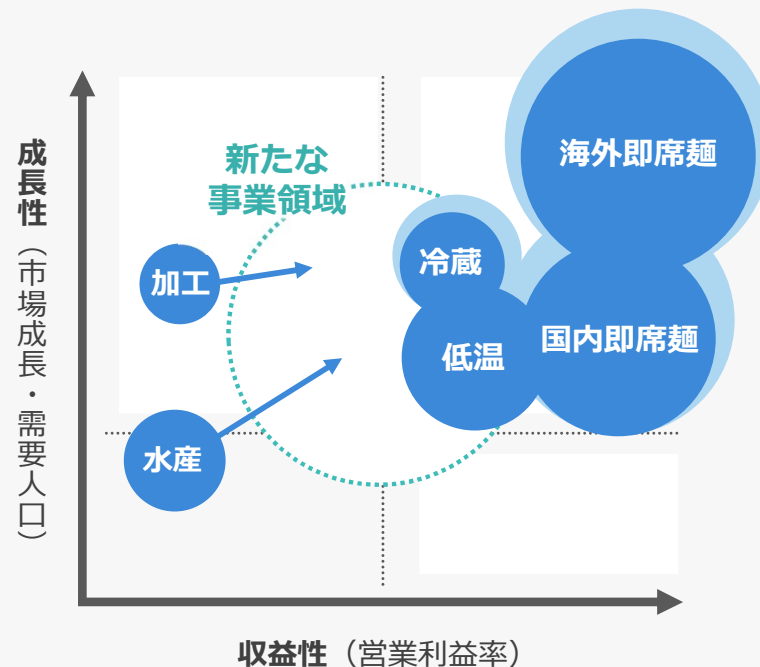 成長性（市場成長・需要人口）
新たな
事業領域
海外即席麺
冷蔵
加工
国内即席麺
低温
水産
収益性（営業利益率）